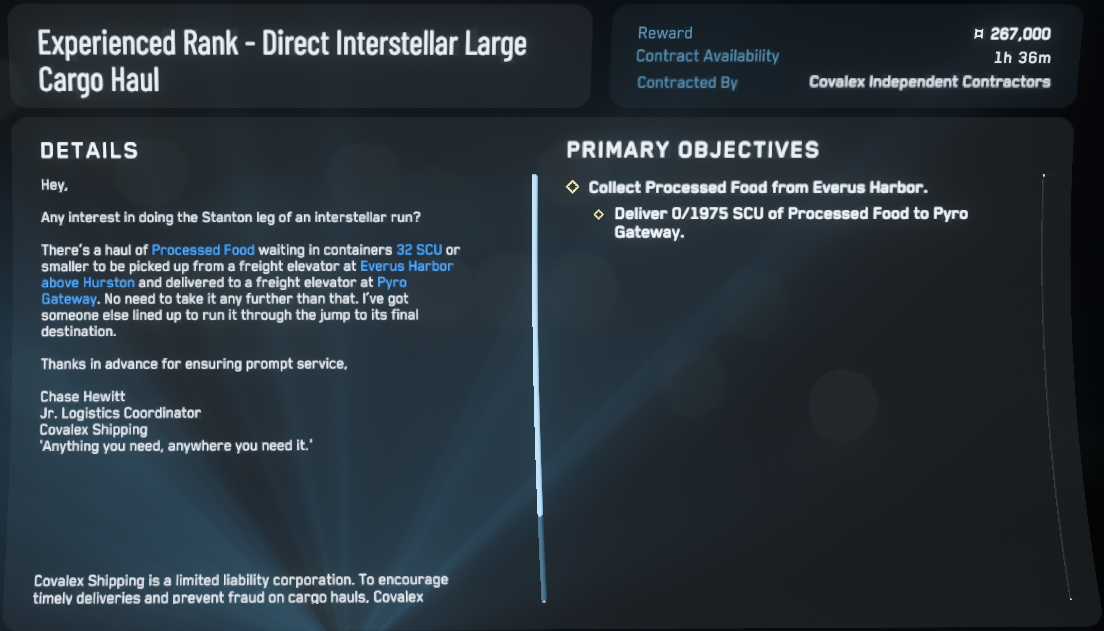 Experienced Rank - Direct Interstellar Large
Cargo Haul
Reward ¤ 267,000
Contract Availability 1h 36m
Contracted By Covalex Independent Contractors
DETAILS
Hey,
Any interest in doing the Stanton leg of an interstellar run?
There's a haul of Processed Food waiting in containers 32 SCU or
smaller to be picked up from a freight elevator at Everus Harbor
above Hurston and delivered to a freight elevator at Pyro
Gateway. No need to take it any further than that. I've got
someone else lined up to run it through the jump to its final
destination.
Thanks in advance for ensuring prompt service,
Chase Hewitt
Jr. Logistics Coordinator
Covalex Shipping
'Anything you need, anywhere you need it.'
Covalex Shipping is a limited liability corporation. To encourage
timely deliveries and prevent fraud on cargo hauls, Covalex
PRIMARY OBJECTIVES
Collect Processed Food from Everus Harbor.
Deliver 0/1975 SCU of Processed Food to Pyro
Gateway.